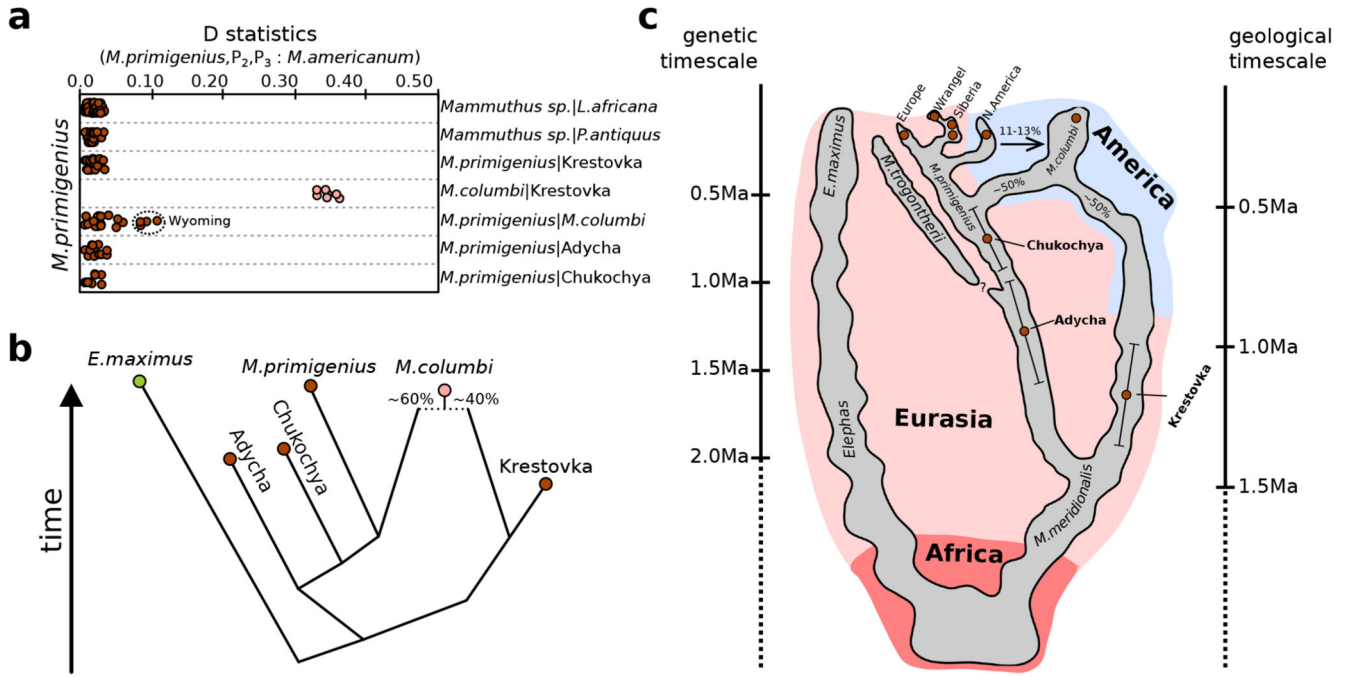 a
D statistics
(M.primigenius,P2,P3 : M.americanum)
0.0 0.10 0.20 0.30 0.40 0.50
M.primigenius
Mammuthus sp.|L.africana
Mammuthus sp.|P.antiquus
M.primigenius|Krestovka
M.columbi|Krestovka
M.primigenius|M.columbi
Wyoming
M.primigenius|Adycha
M.primigenius|Chukochya
b
time
E.maximus
M.primigenius
M.columbi
~60% ~40%
Adycha
Chukochya
Krestovka
c
genetic
timescale
0.5Ma
1.0Ma
1.5Ma
2.0Ma
geological
timescale
0.5Ma
1.0Ma
1.5Ma
Europe
Wrangel
Siberia
N.America
11-13%
America
E.maximus
M.trogontherii
M.primigenius
M.columbi
~50%
~50%
Chukochya
?
Adycha
Krestovka
Eurasia
Elephas
M.meridionalis
Africa